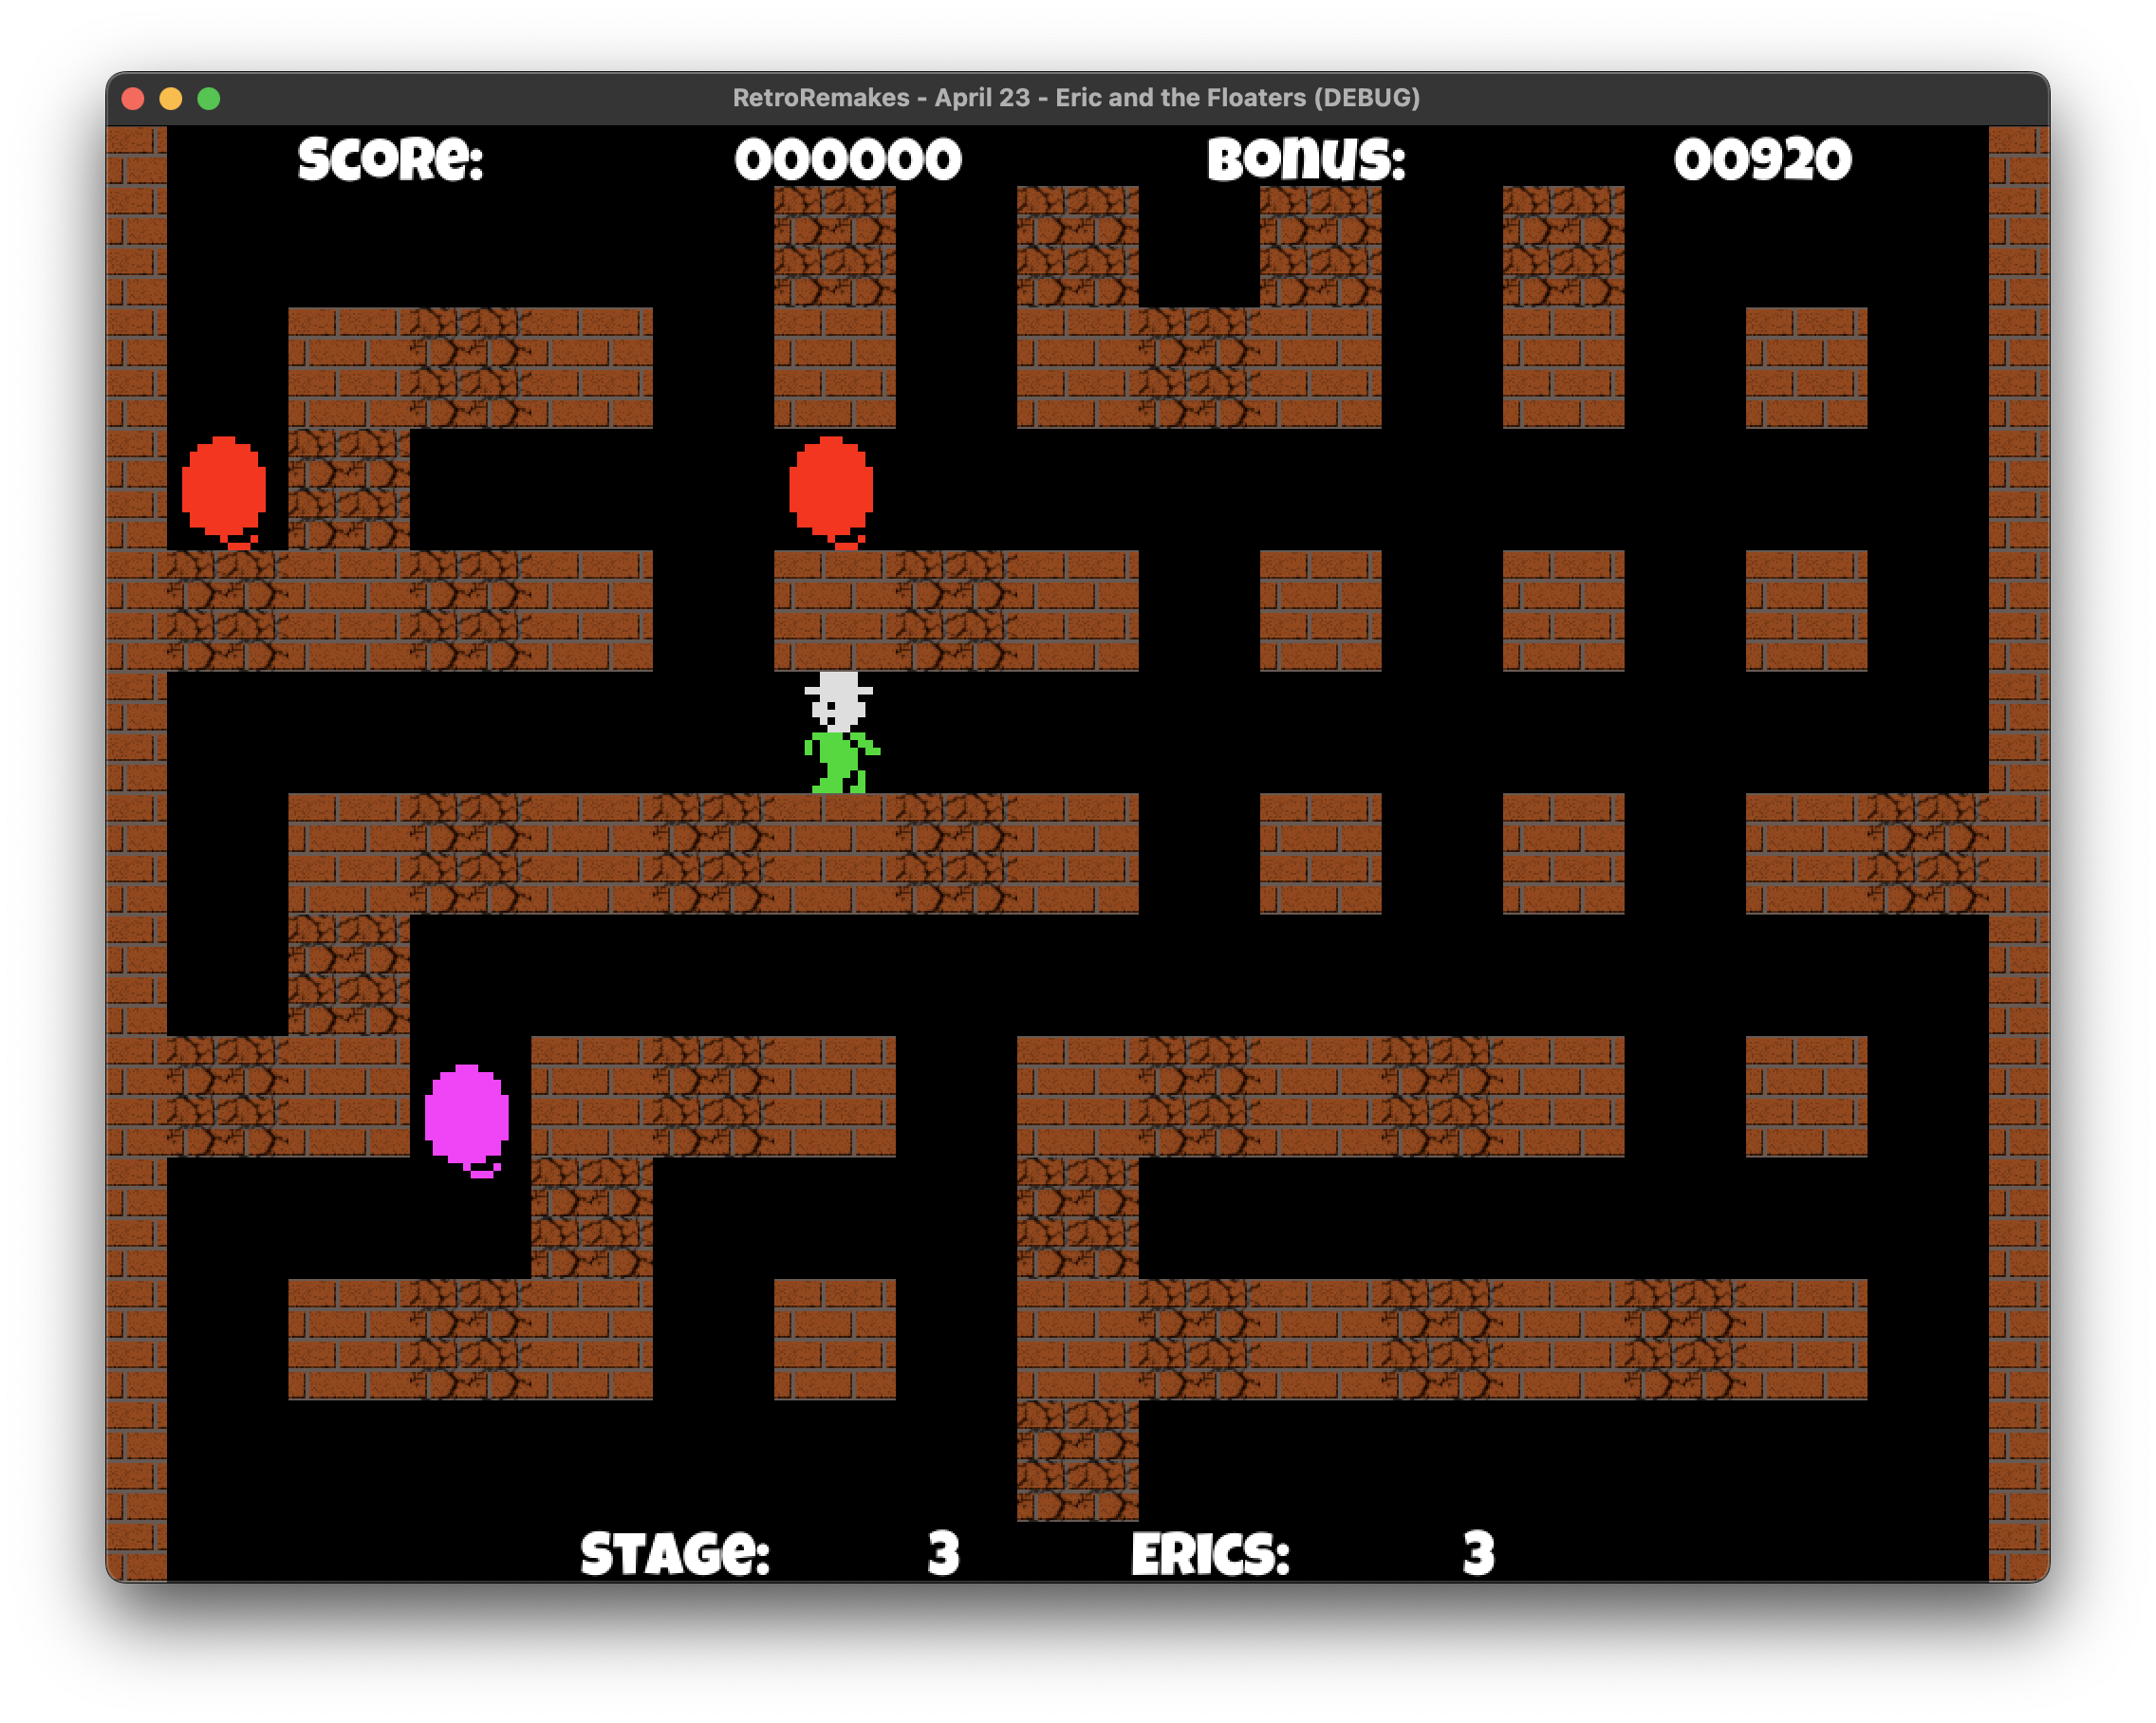 RetroRemakes - April 23 - Eric and the Floaters (DEBUG)
SCORe: 000000 BONUS: 00920
STAGe: 3 ERICS: 3